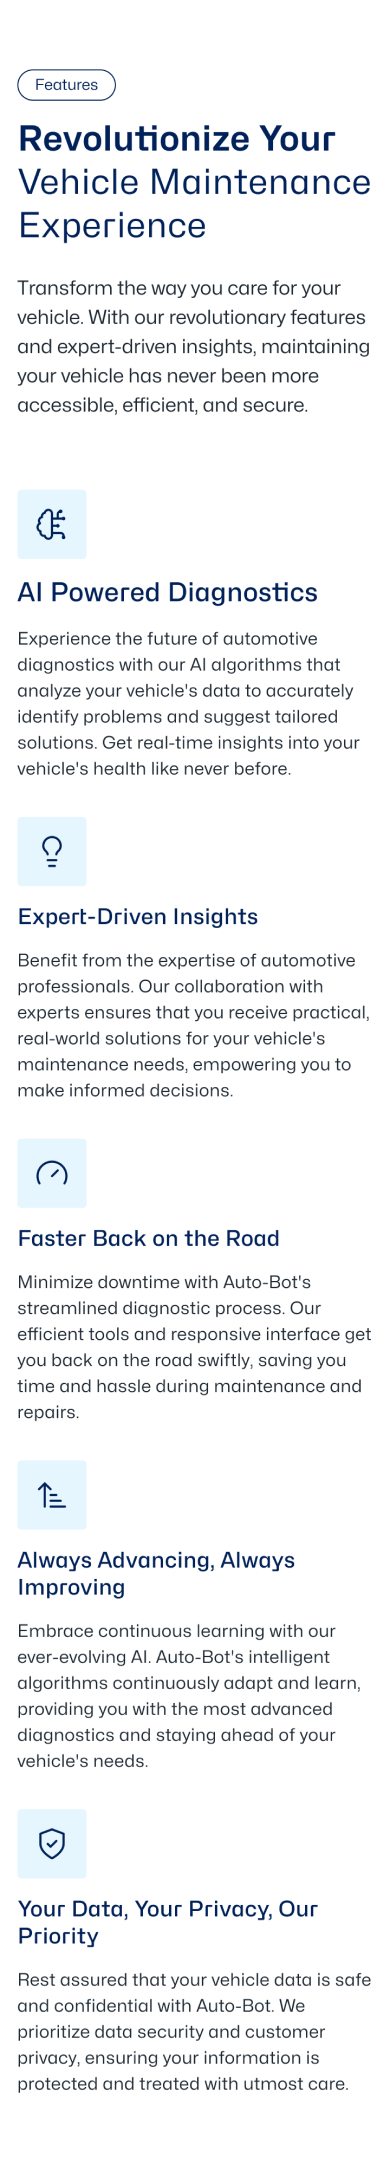 Features
Revolutionize Your
Vehicle Maintenance
Experience
Transform the way you care for your
vehicle. With our revolutionary features
and expert-driven insights, maintaining
your vehicle has never been more
accessible, efficient, and secure.
AI Powered Diagnostics
Experience the future of automotive
diagnostics with our AI algorithms that
analyze your vehicle's data to accurately
identify problems and suggest tailored
solutions. Get real-time insights into your
vehicle's health like never before.
Expert-Driven Insights
Benefit from the expertise of automotive
professionals. Our collaboration with
experts ensures that you receive practical,
real-world solutions for your vehicle's
maintenance needs, empowering you to
make informed decisions.
Faster Back on the Road
Minimize downtime with Auto-Bot's
streamlined diagnostic process. Our
efficient tools and responsive interface get
you back on the road swiftly, saving you
time and hassle during maintenance and
repairs.
Always Advancing, Always
Improving
Embrace continuous learning with our
ever-evolving AI. Auto-Bot's intelligent
algorithms continuously adapt and learn,
providing you with the most advanced
diagnostics and staying ahead of your
vehicle's needs.
Your Data, Your Privacy, Our
Priority
Rest assured that your vehicle data is safe
and confidential with Auto-Bot. We
prioritize data security and customer
privacy, ensuring your information is
protected and treated with utmost care.